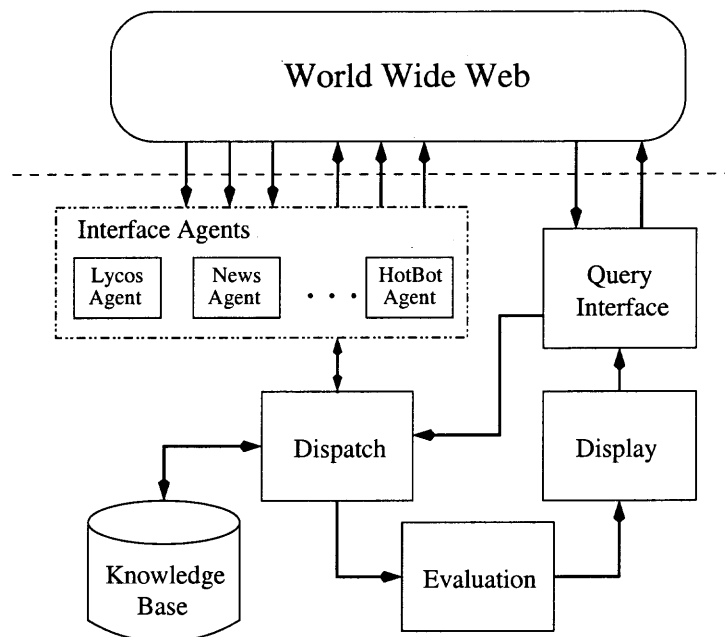 World Wide Web
Interface Agents
Lycos
Agent
News
Agent
. . .
HotBot
Agent
Query
Interface
Dispatch
Display
Knowledge
Base
Evaluation